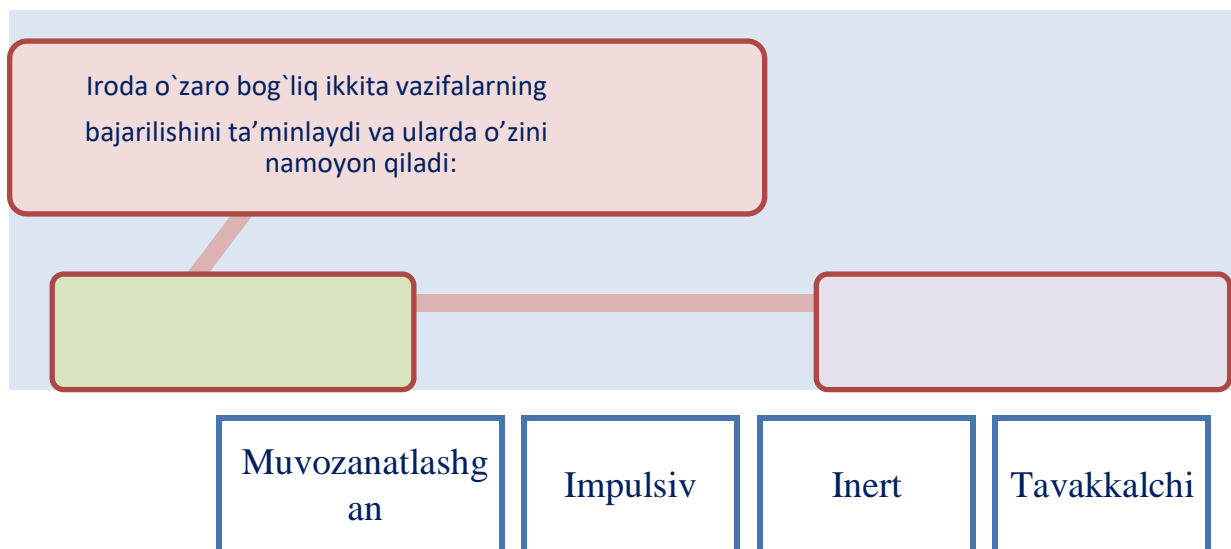 Iroda o`zaro bog`liq ikkita vazifalarning
bajarilishini ta’minlaydi va ularda o’zini
namoyon qiladi:
Muvozanatlashg
an
Impulsiv
Inert
Tavakkalchi